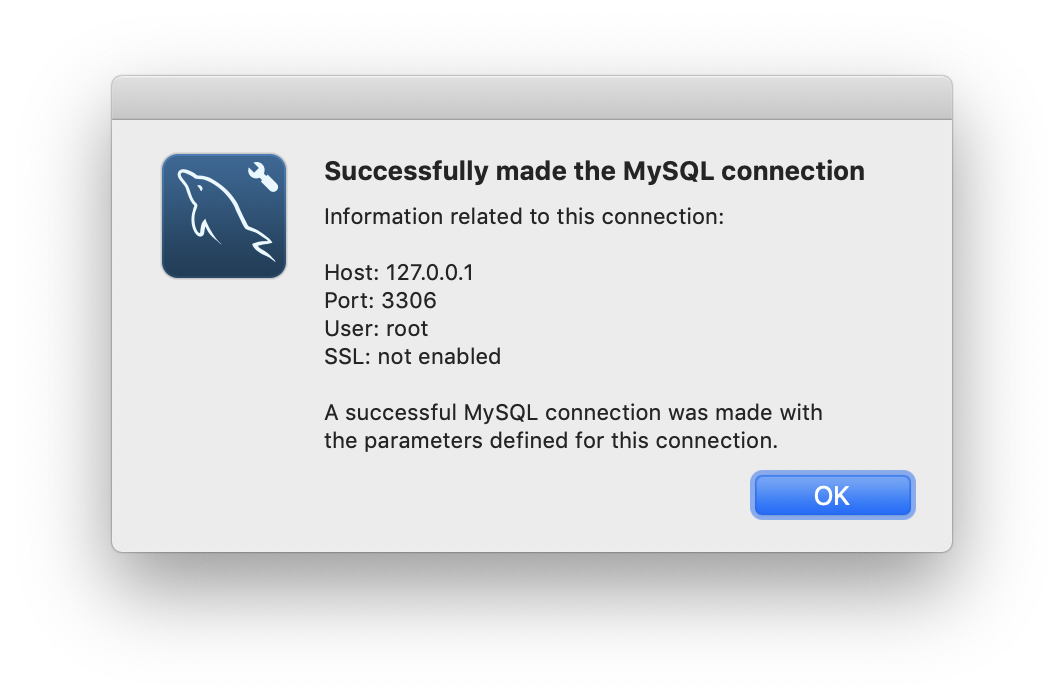 Successfully made the MySQL connection
Information related to this connection:
Host: 127.0.0.1
Port: 3306
User: root
SSL: not enabled
A successful MySQL connection was made with
the parameters defined for this connection.
OK